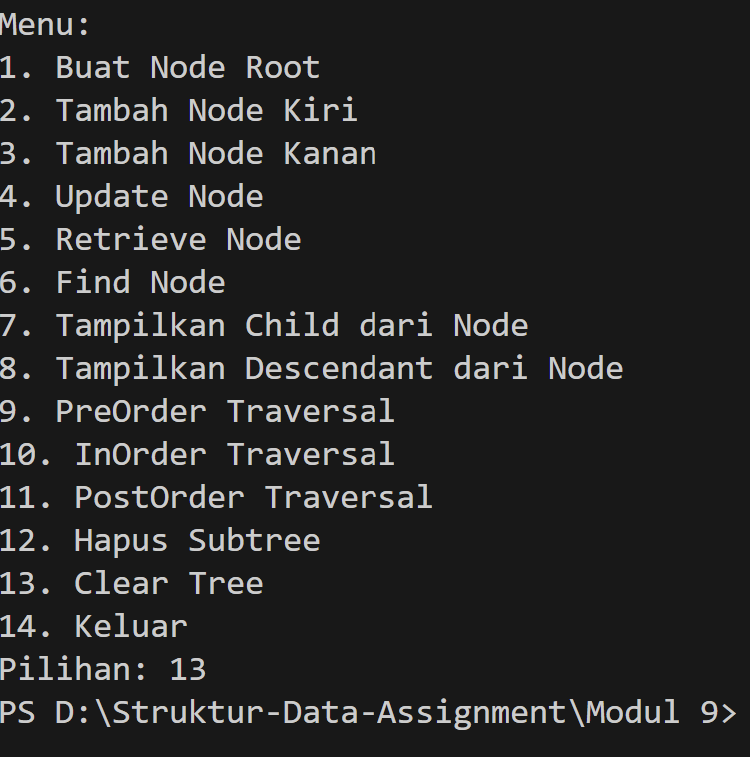 Menu:
1. Buat Node Root
2. Tambah Node Kiri
3. Tambah Node Kanan
4. Update Node
5. Retrieve Node
6. Find Node
7. Tampilkan Child dari Node
8. Tampilkan Descendant dari Node
9. PreOrder Traversal
10. InOrder Traversal
11. PostOrder Traversal
12. Hapus Subtree
13. Clear Tree
14. Keluar
Pilihan: 13
PS D:\Struktur-Data-Assignment\Modul 9>